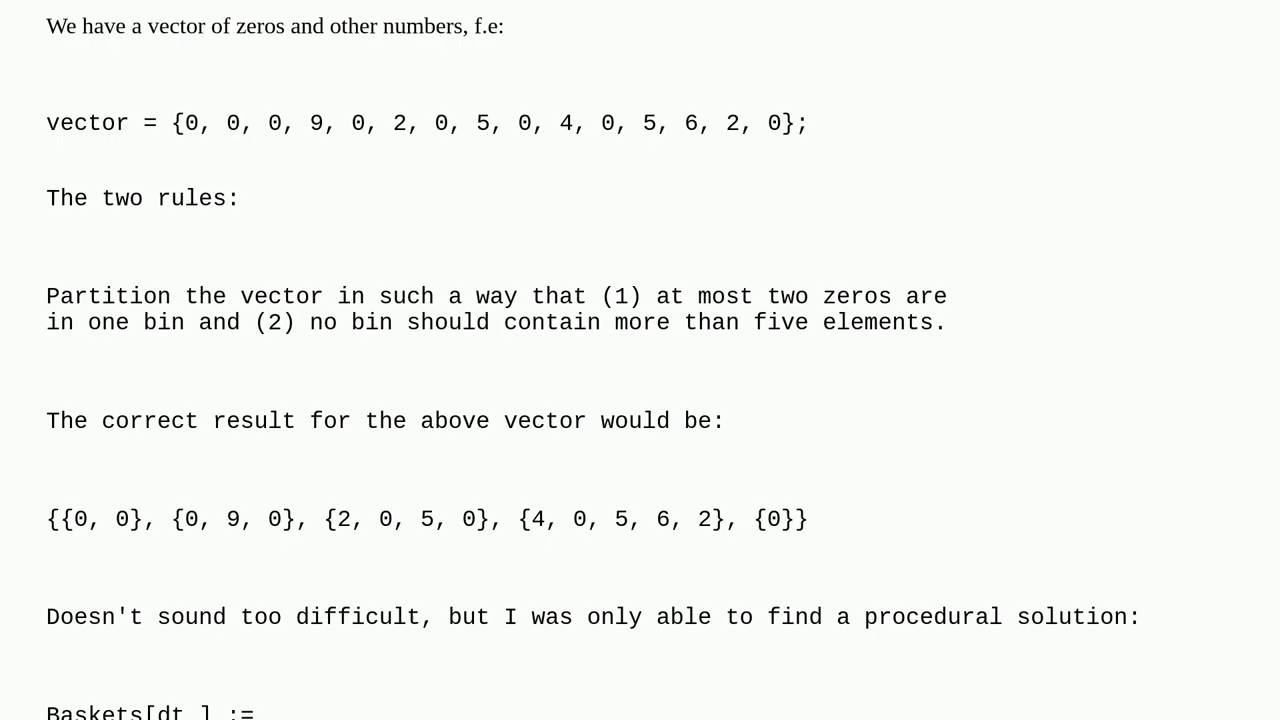 We have a vector of zeros and other numbers, f.e:
vector = {0, 0, 0, 9, 0, 2, 0, 5, 0, 4, 0, 5, 6, 2, 0};
The two rules:
Partition the vector in such a way that (1) at most two zeros are
in one bin and (2) no bin should contain more than five elements.
The correct result for the above vector would be:
{{0, 0}, {0, 9, 0}, {2, 0, 5, 0}, {4, 0, 5, 6, 2}, {0}}
Doesn't sound too difficult, but I was only able to find a procedural solution:
Baskets[dt_] :=